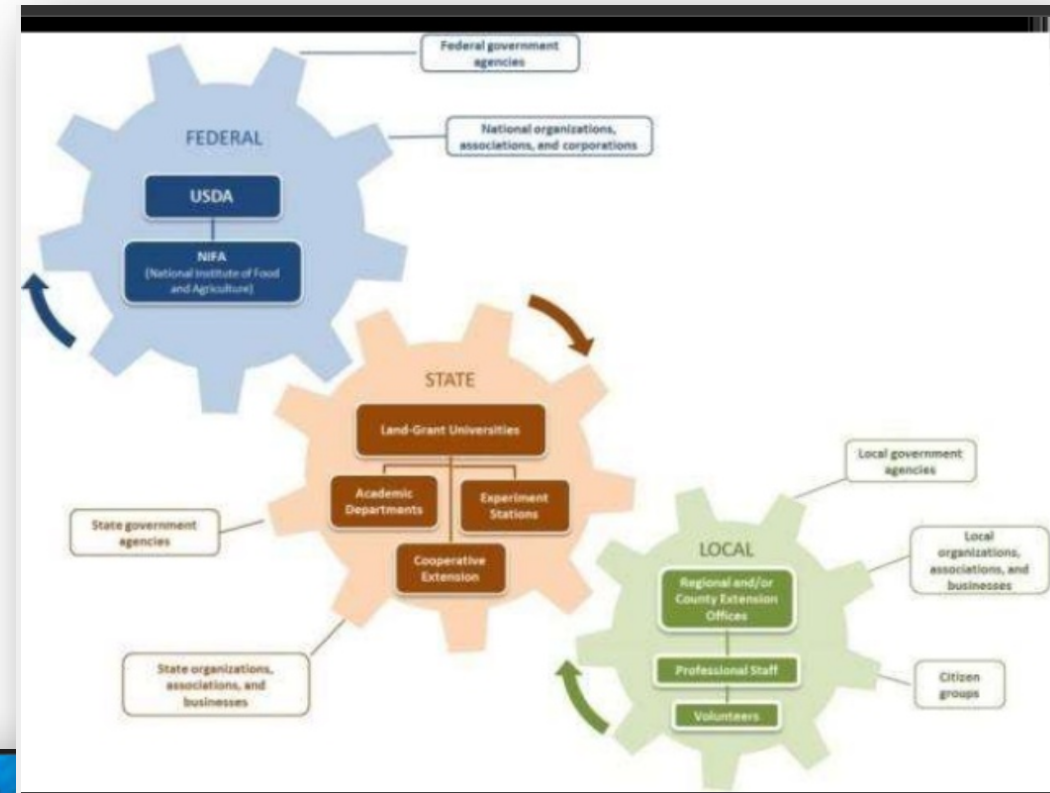 Federal government
agencies
National organizations,
associations, and corporations
FEDERAL
USDA
NIFA
(National Institute of Food
and Agriculture)
STATE
Land-Grant Universities
Academic
Departments
Experiment
Stations
Cooperative
Extension
State government
agencies
State organizations,
associations, and
businesses
Local government
agencies
LOCAL
Regional and/or
County Extension
Offices
Professional Staff
Volunteers
Local
organizations,
associations, and
businesses
Citizen
groups